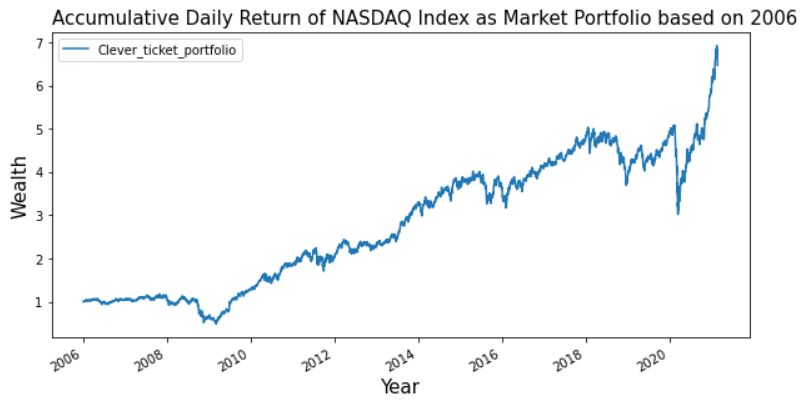 Accumulative Daily Return of NASDAQ Index as Market Portfolio based on 2006
Clever_ticket_portfolio
7
6
5
4
3
2
1
Wealth
2006 2008 2010 2012 2014 2016 2018 2020
Year